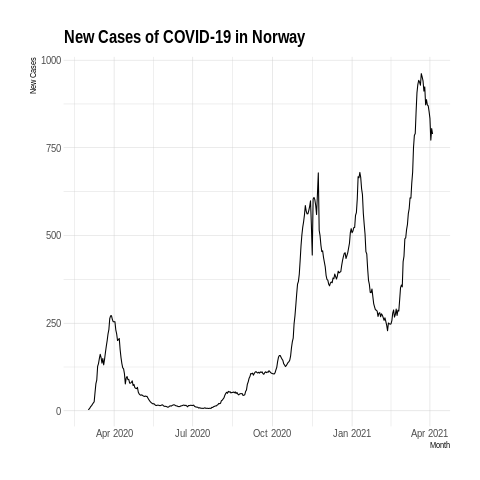 New Cases of COVID-19 in Norway
New Cases
1000
750
500
250
0
Apr 2020 Jul 2020 Oct 2020 Jan 2021 Apr 2021
Month